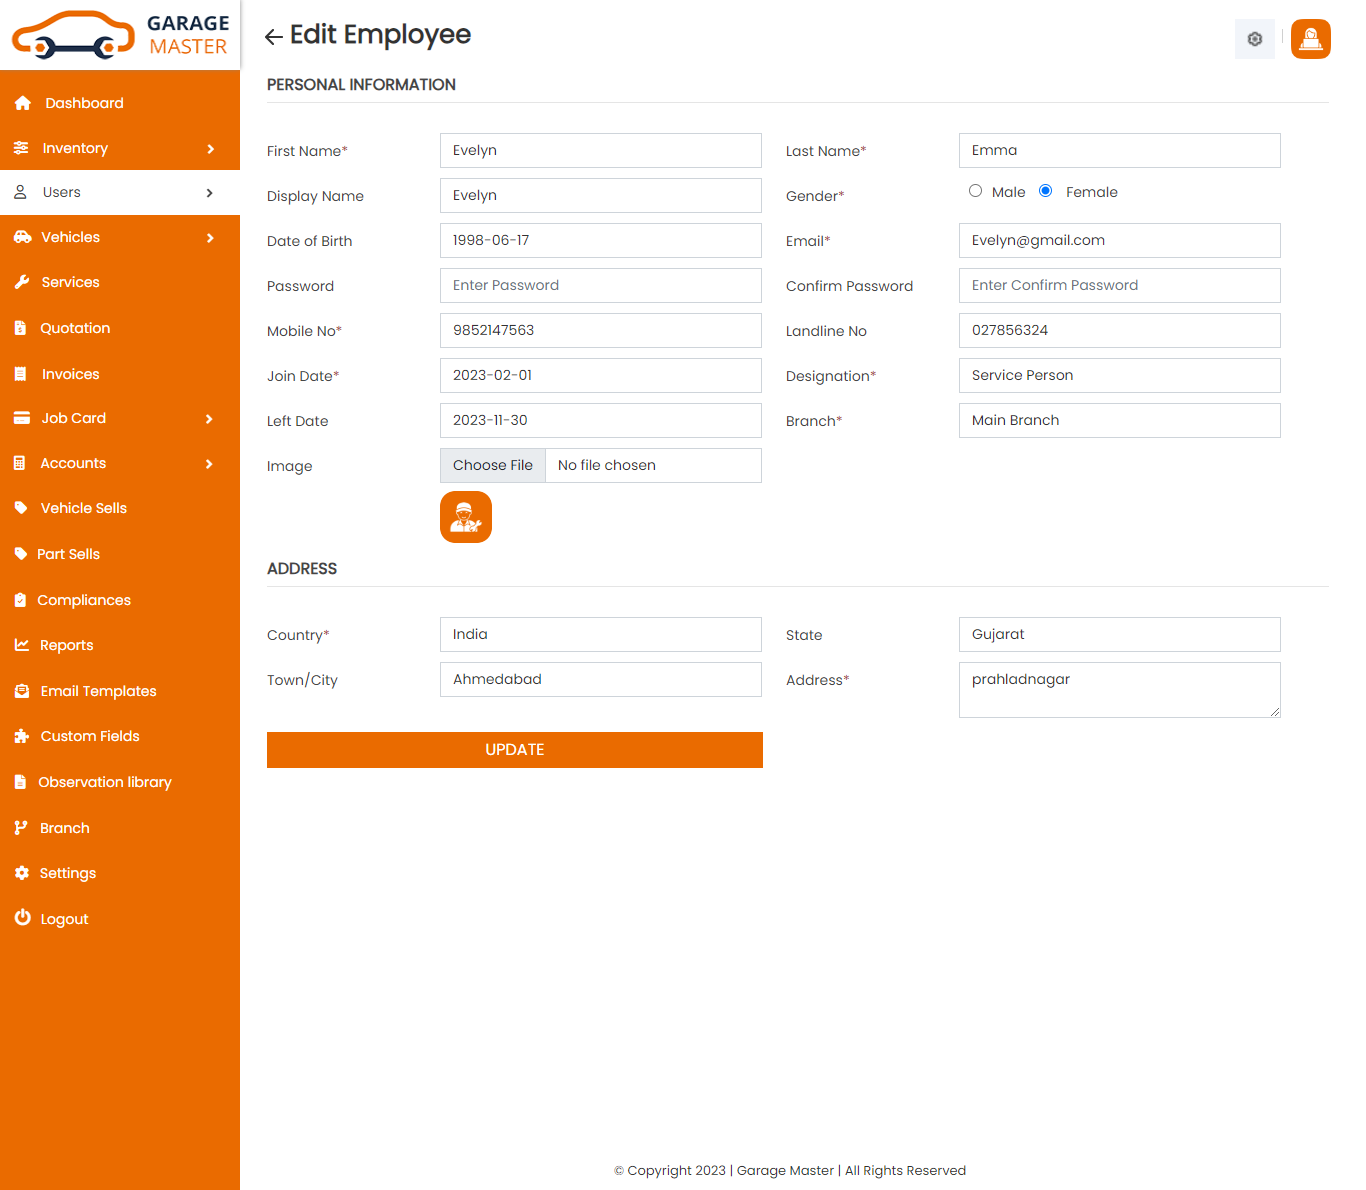 GARAGE
MASTER
Dashboard
Inventory
Users
Vehicles
Services
Quotation
Invoices
Job Card
Accounts
Vehicle Sells
Part Sells
Compliances
Reports
Email Templates
Custom Fields
Observation library
Branch
Settings
Logout
Edit Employee
PERSONAL INFORMATION
First Name* Evelyn Last Name* Emma
Display Name Evelyn Gender* Male Female
Date of Birth 1998-06-17 Email* Evelyn@gmail.com
Password Enter Password Confirm Password Enter Confirm Password
Mobile No* 9852147563 Landline No 027856324
Join Date* 2023-02-01 Designation* Service Person
Left Date 2023-11-30 Branch* Main Branch
Image Choose File No file chosen
ADDRESS
Country* India State Gujarat
Town/City Ahmedabad Address* prahladnagar
UPDATE
© Copyright 2023 | Garage Master | All Rights Reserved